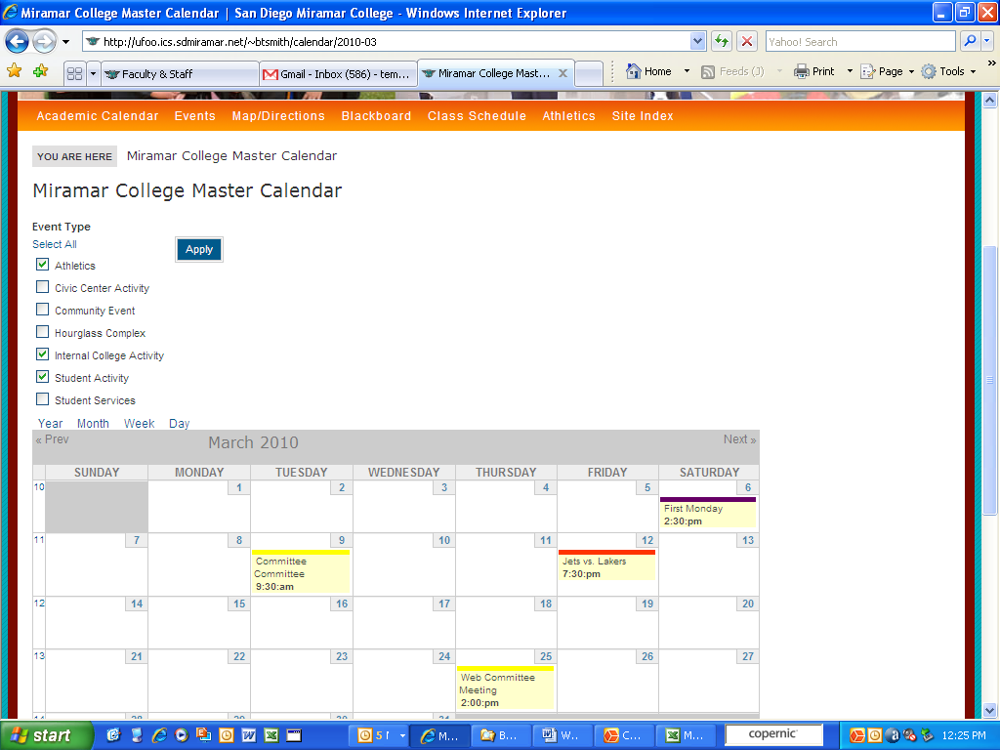 Miramar College Master Calendar | San Diego Miramar College - Windows Internet Explorer
http://ufoo.ics.sdmiramar.net/~btsmith/calendar/2010-03
Yahoo! Search
Faculty & Staff
Gmail - Inbox (586) - tem...
Miramar College Mast...
Home
Feeds (J)
Print
Page
Tools
»
Academic Calendar Events Map/Directions Blackboard Class Schedule Athletics Site Index
YOU ARE HERE Miramar College Master Calendar
Miramar College Master Calendar
Event Type
Select All
Apply
Athletics
Civic Center Activity
Community Event
Hourglass Complex
Internal College Activity
Student Activity
Student Services
Year Month Week Day
« Prev March 2010 Next »
SUNDAY MONDAY TUESDAY WEDNESDAY THURSDAY FRIDAY SATURDAY
10 1 2 3 4 5 6
First Monday
2:30:pm
11 7 8 9 10 11 12 13
Committee
Committee
9:30:am
Jets vs. Lakers
7:30:pm
12 14 15 16 17 18 19 20
13 21 22 23 24 25 26 27
Web Committee
Meeting
2:00:pm
start
5
M...
B...
W...
C...
M...
copernic
12:25 PM